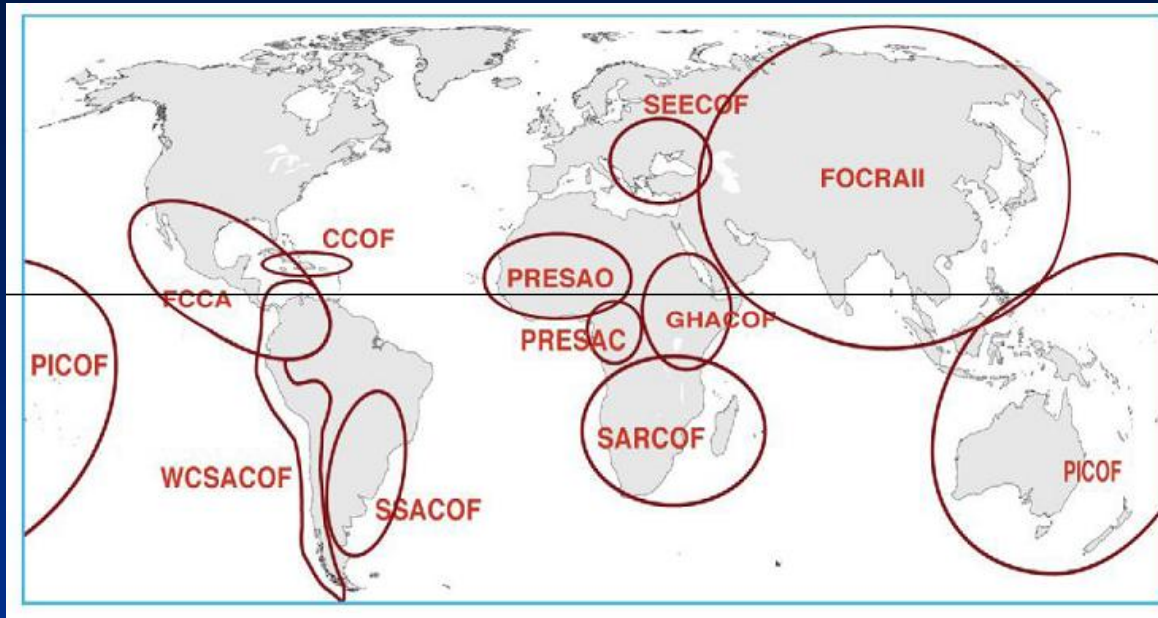 SEECOF
FOCRAII
CCOF
PRESAO
FCCA
GHACOF
PRESAC
PICOF
SARCOF
WCSACOF
PICOF
SSACOF